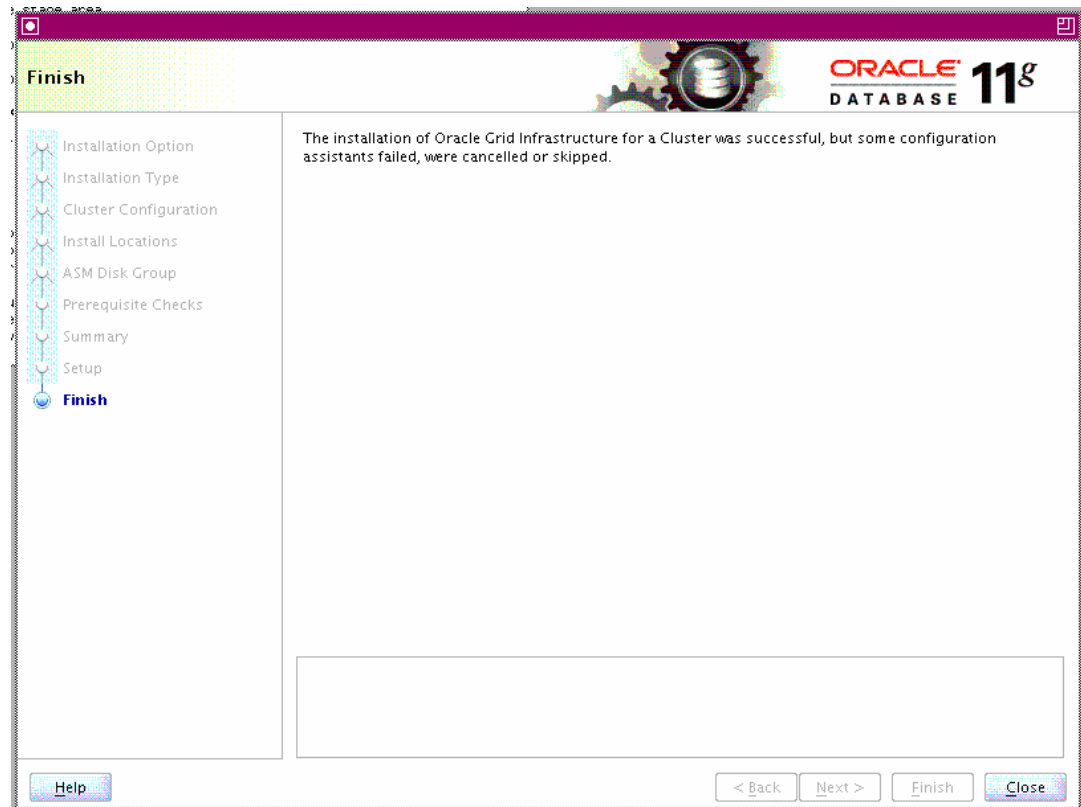 e stage area
Finish
ORACLE
DATABASE 11g
Installation Option
Installation Type
Cluster Configuration
Install Locations
ASM Disk Group
Prerequisite Checks
Summary
Setup
Finish
The installation of Oracle Grid Infrastructure for a Cluster was successful, but some configuration
assistants failed, were cancelled or skipped.
Help
< Back
Next >
Finish
Close